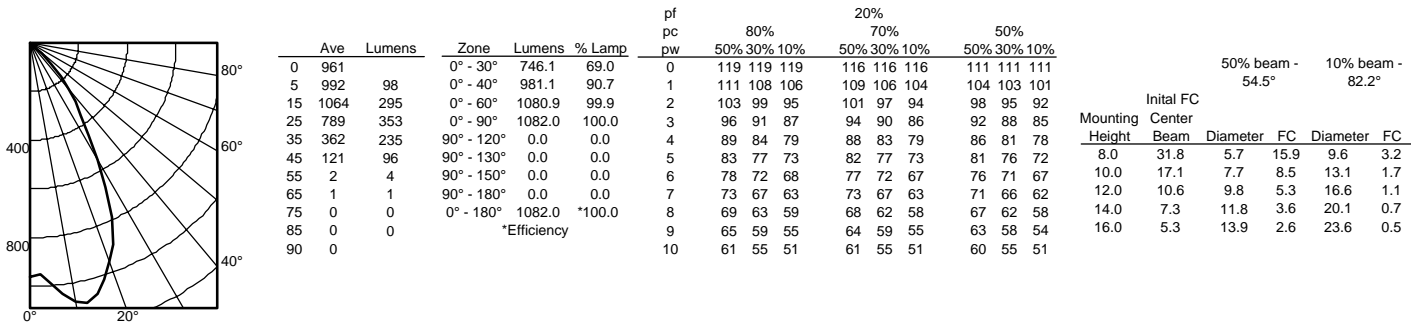 80°
60°
40°
400
800
0° 20°
Ave Lumens
0 961
5 992 98
15 1064 295
25 789 353
35 362 235
45 121 96
55 2 4
65 1 1
75 0 0
85 0 0
90 0
Zone Lumens % Lamp
0° - 30° 746.1 69.0
0° - 40° 981.1 90.7
0° - 60° 1080.9 99.9
0° - 90° 1082.0 100.0
90° - 120° 0.0 0.0
90° - 130° 0.0 0.0
90° - 150° 0.0 0.0
90° - 180° 0.0 0.0
0° - 180° 1082.0 *100.0
*Efficiency
pf 20%
pc 80% 70% 50%
pw 50% 30% 10% 50% 30% 10% 50% 30% 10%
0 119 119 119 116 116 116 111 111 111
1 111 108 106 109 106 104 104 103 101
2 103 99 95 101 97 94 98 95 92
3 96 91 87 94 90 86 92 88 85
4 89 84 79 88 83 79 86 81 78
5 83 77 73 82 77 73 81 76 72
6 78 72 68 77 72 67 76 71 67
7 73 67 63 73 67 63 71 66 62
8 69 63 59 68 62 58 67 62 58
9 65 59 55 64 59 55 63 58 54
10 61 55 51 61 55 51 60 55 51
50% beam - 10% beam -
54.5° 82.2°
Inital FC
Mounting Center
Height Beam Diameter FC Diameter FC
8.0 31.8 5.7 15.9 9.6 3.2
10.0 17.1 7.7 8.5 13.1 1.7
12.0 10.6 9.8 5.3 16.6 1.1
14.0 7.3 11.8 3.6 20.1 0.7
16.0 5.3 13.9 2.6 23.6 0.5